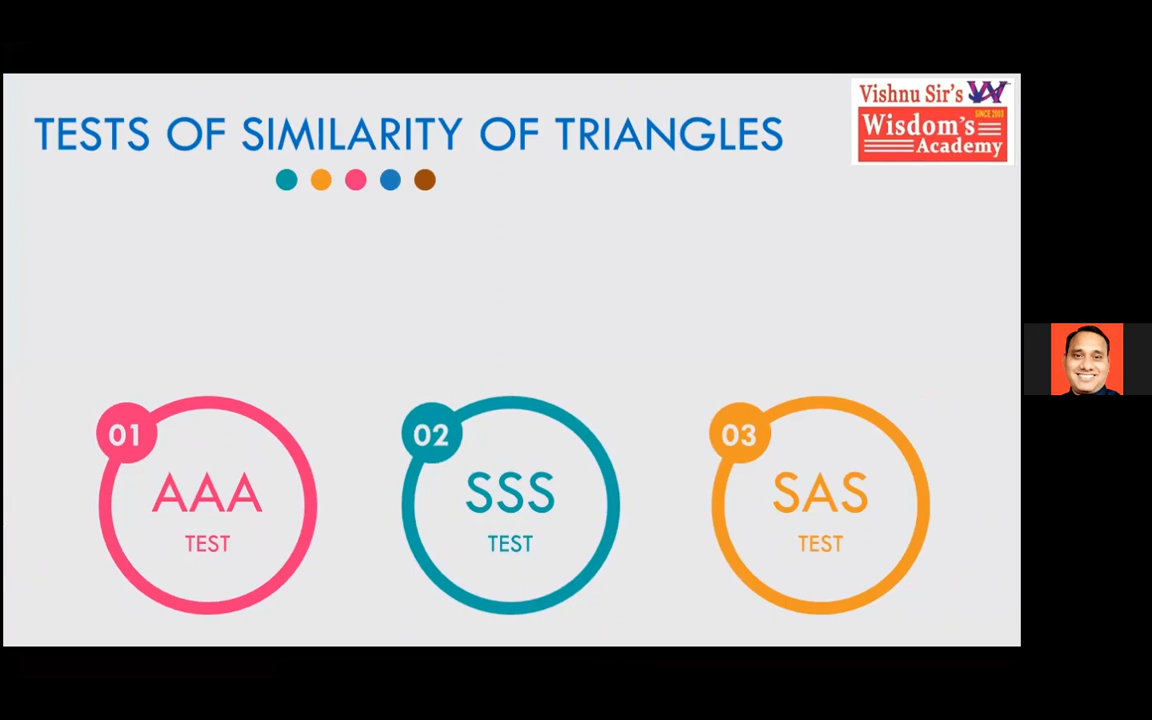 TESTS OF SIMILARITY OF TRIANGLES
Vishnu Sir's W
SINCE 2003
Wisdom's
Academy
01
AAA
TEST
02
SSS
TEST
03
SAS
TEST